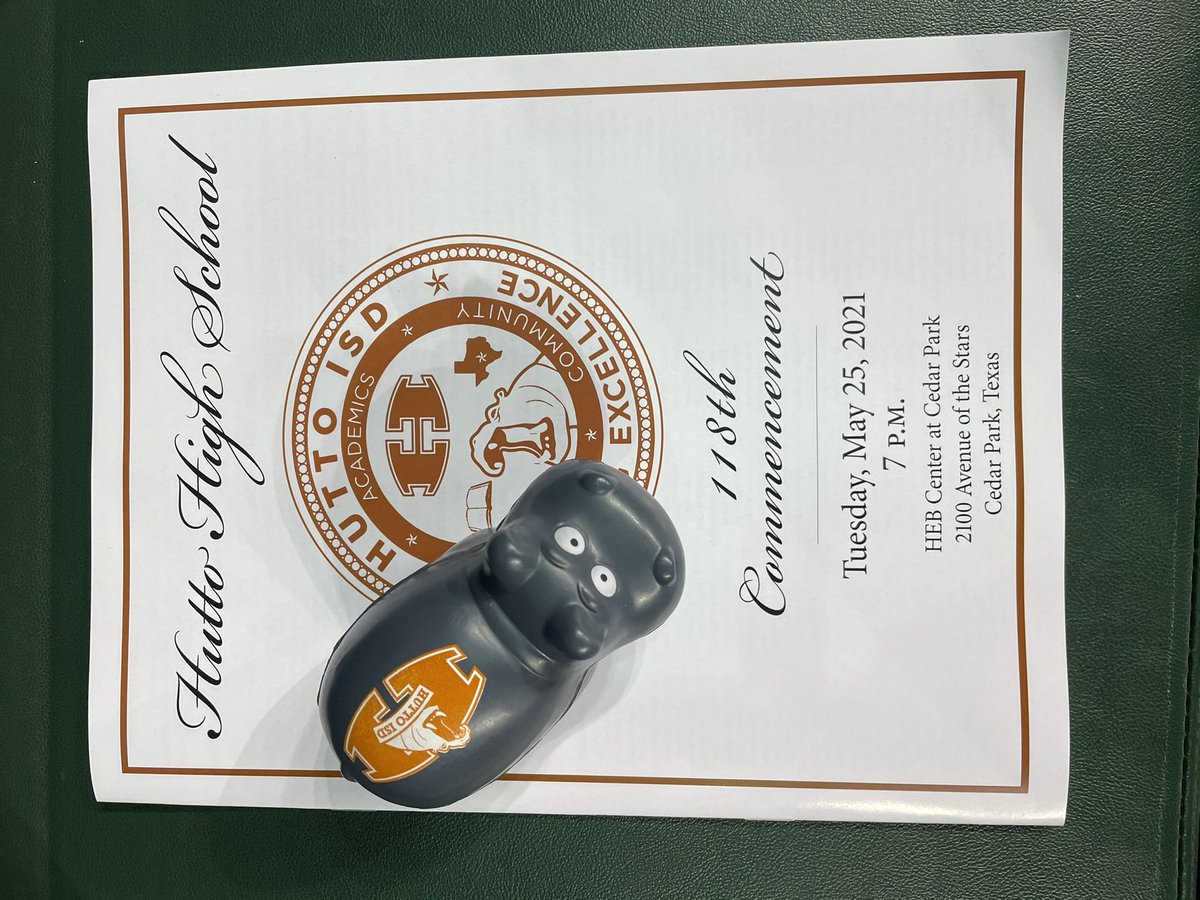 Hutto High School
HUTTO ISD
ACADEMICS
COMMUNITY
EXCELLENCE
H
HUTTO ISD
118th
Commencement
Tuesday, May 25, 2021
7 P.M.
HEB Center at Cedar Park
2100 Avenue of the Stars
Cedar Park, Texas